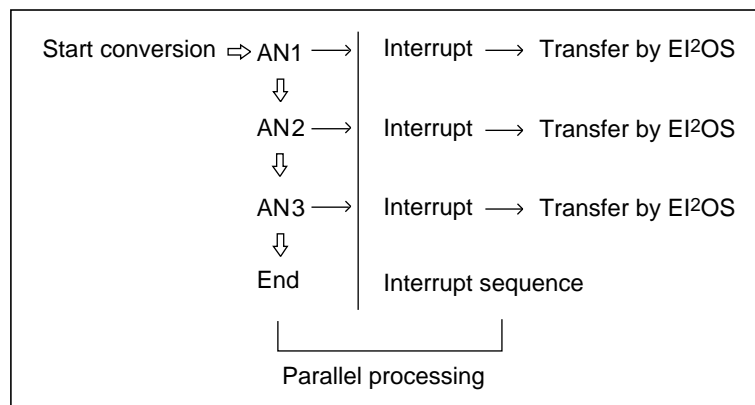 Start conversion ⇨ AN1 → Interrupt → Transfer by EI²OS
AN2 → Interrupt → Transfer by EI²OS
AN3 → Interrupt → Transfer by EI²OS
End Interrupt sequence
Parallel processing